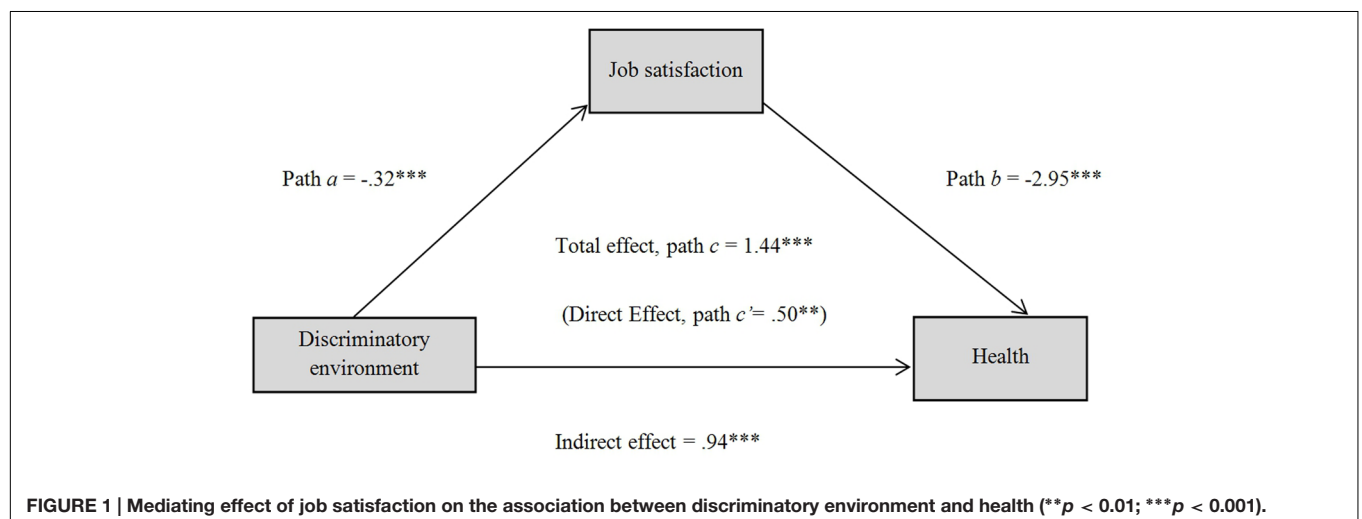 Job satisfaction
Path a = -.32***
Path b = -2.95***
Total effect, path c = 1.44***
(Direct Effect, path c’= .50**)
Discriminatory
environment
Health
Indirect effect = .94***
FIGURE 1 | Mediating effect of job satisfaction on the association between discriminatory environment and health (**p < 0.01; ***p < 0.001).